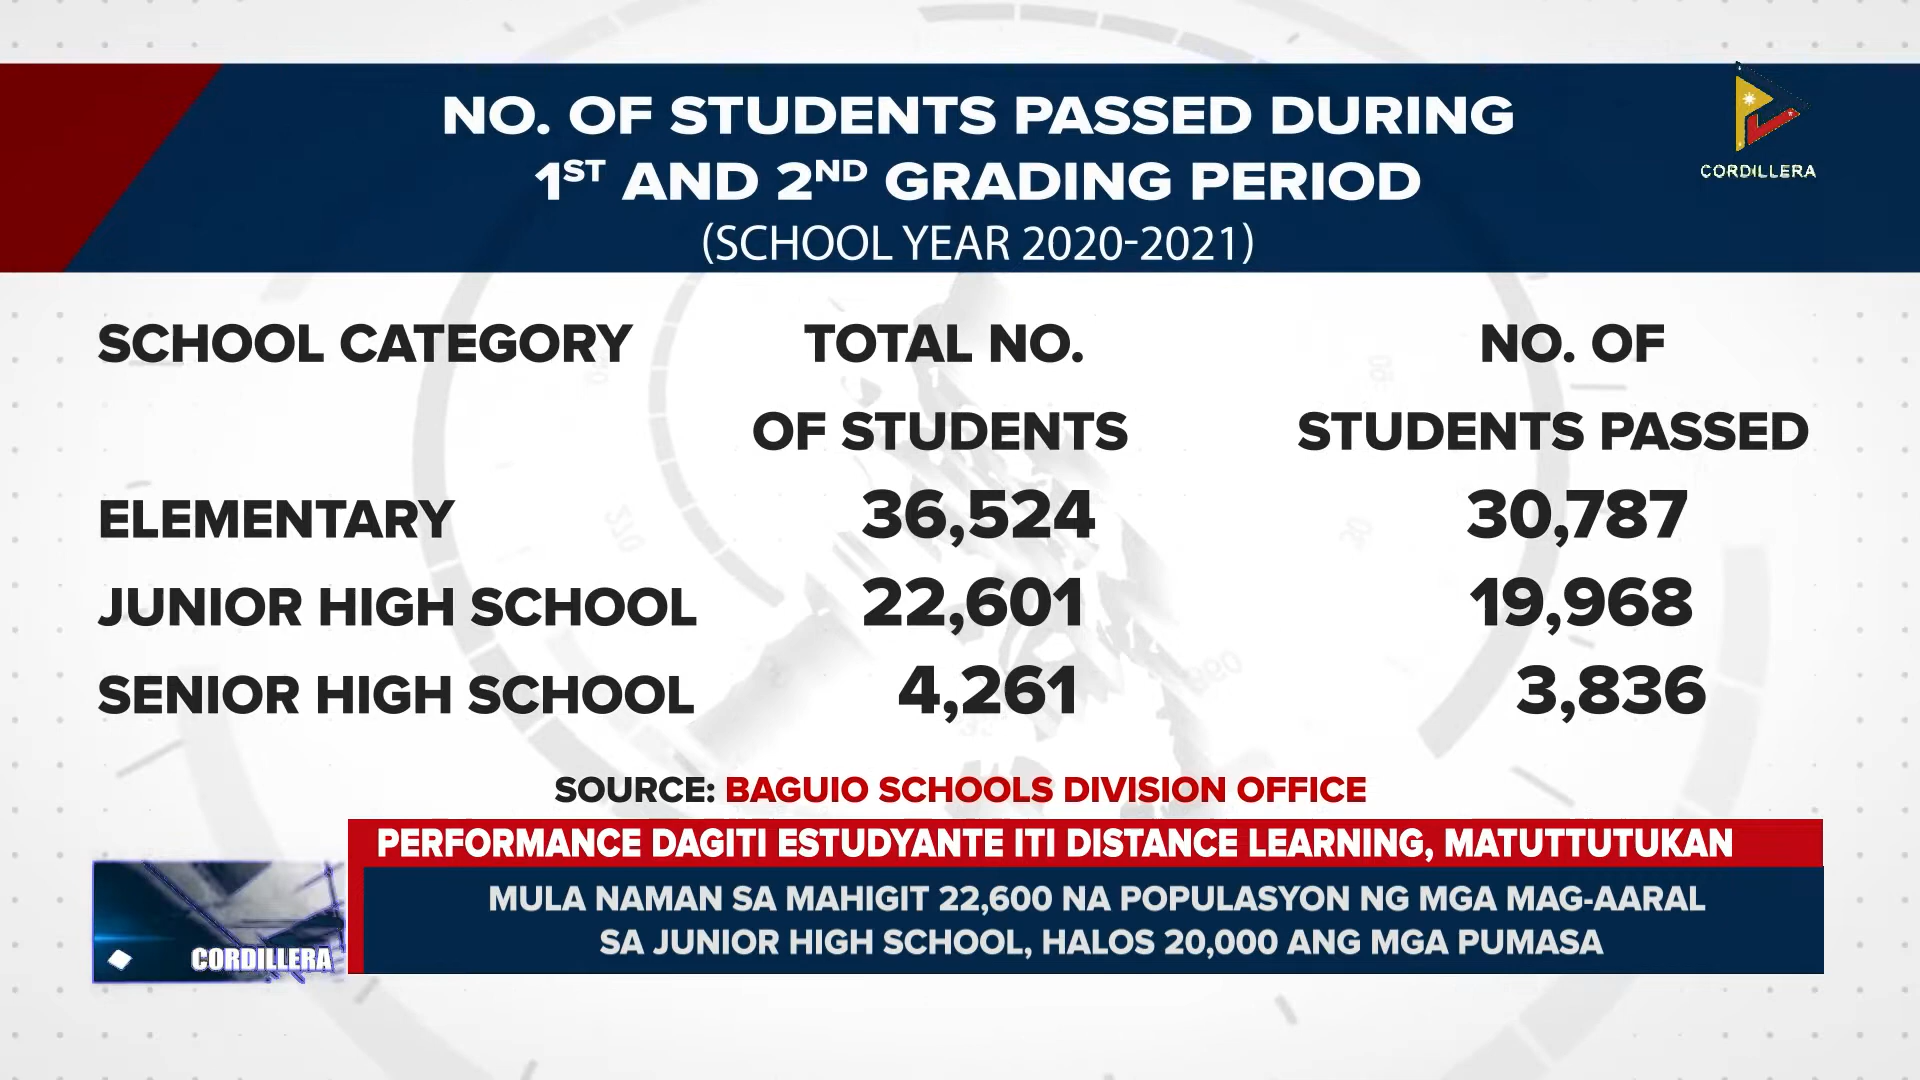 NO. OF STUDENTS PASSED DURING
1ST AND 2ND GRADING PERIOD
(SCHOOL YEAR 2020-2021)
CORDILLERA
SCHOOL CATEGORY TOTAL NO. NO. OF
OF STUDENTS STUDENTS PASSED
ELEMENTARY 36,524 30,787
JUNIOR HIGH SCHOOL 22,601 19,968
SENIOR HIGH SCHOOL 4,261 3,836
SOURCE: BAGUIO SCHOOLS DIVISION OFFICE
PERFORMANCE DAGITI ESTUDYANTE ITI DISTANCE LEARNING, MATUTTUTUKAN
MULA NAMAN SA MAHIGIT 22,600 NA POPULASYON NG MGA MAG-AARAL
SA JUNIOR HIGH SCHOOL, HALOS 20,000 ANG MGA PUMASA
CORDILLERA